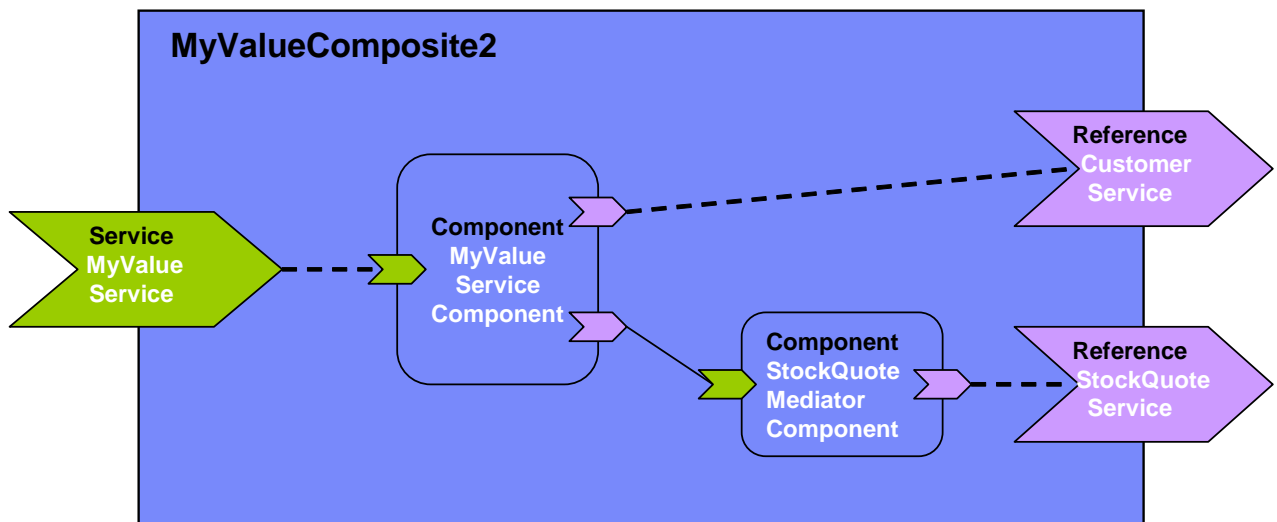 MyValueComposite2
Service
MyValue
Service
Component
MyValue
Service
Component
Reference
Customer
Service
Component
StockQuote
Mediator
Component
Reference
StockQuote
Service